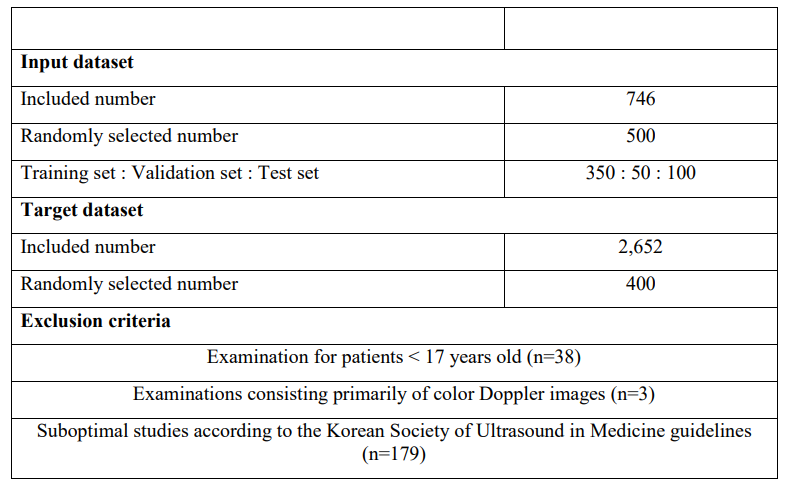 Input dataset
Included number 746
Randomly selected number 500
Training set : Validation set : Test set 350 : 50 : 100
Target dataset
Included number 2,652
Randomly selected number 400
Exclusion criteria
Examination for patients < 17 years old (n=38)
Examinations consisting primarily of color Doppler images (n=3)
Suboptimal studies according to the Korean Society of Ultrasound in Medicine guidelines
(n=179)